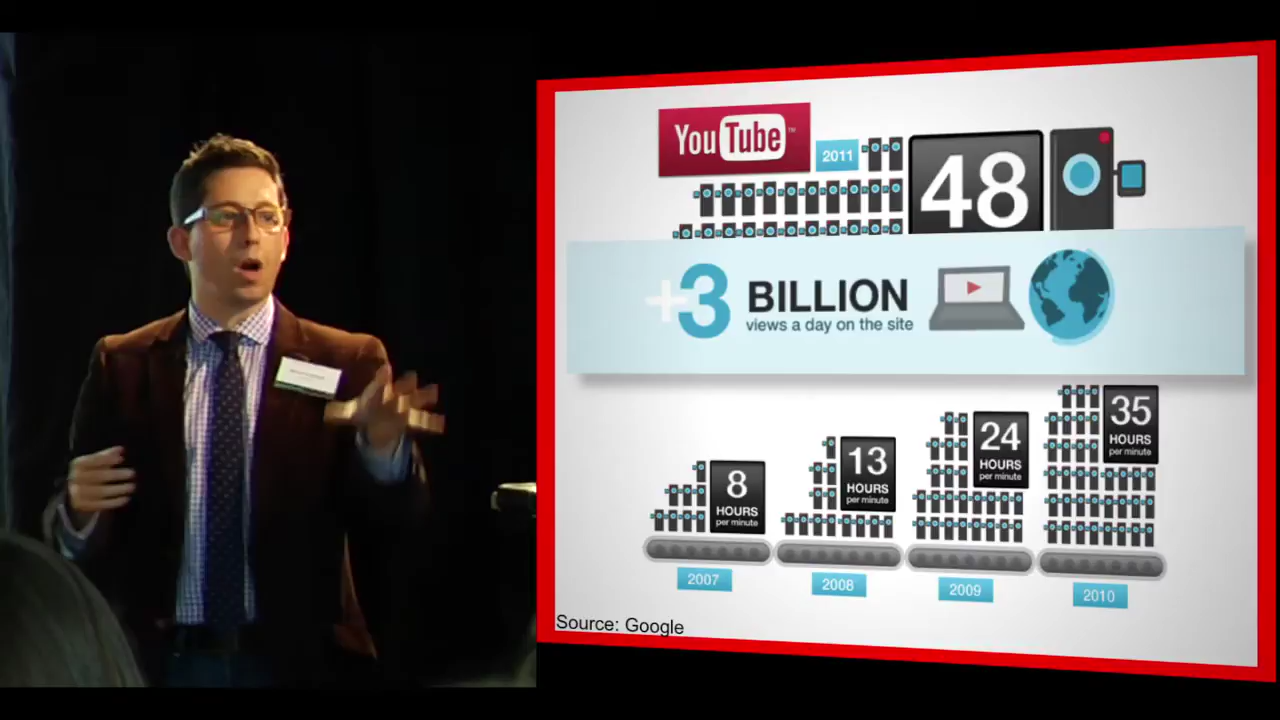 YouTube™
2011
48
+3 BILLION
views a day on the site
8
HOURS
per minute
13
HOURS
per minute
24
HOURS
per minute
35
HOURS
per minute
2007
2008
2009
2010
Source: Google